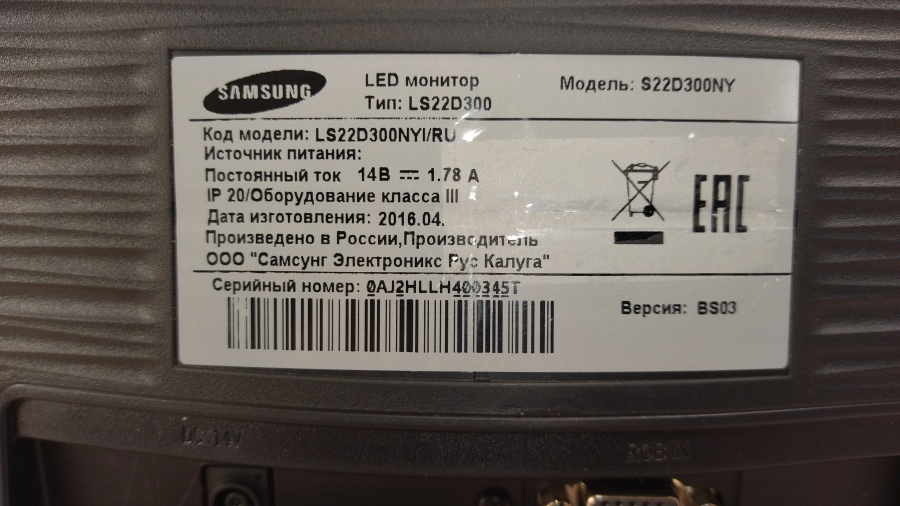 SAMSUNG
LED монитор
Тип: LS22D300
Модель: S22D300NY
Код модели: LS22D300NYI/RU
Источник питания:
Постоянный ток 14В ⎓ 1.78 А
IP 20/Оборудование класса III
Дата изготовления: 2016.04.
Произведено в России,Производитель
ООО "Самсунг Электроникс Рус Калуга"
EAC
Серийный номер: 0AJ2HLLH400345T
Версия: BS03
DC 14V
RGB IN